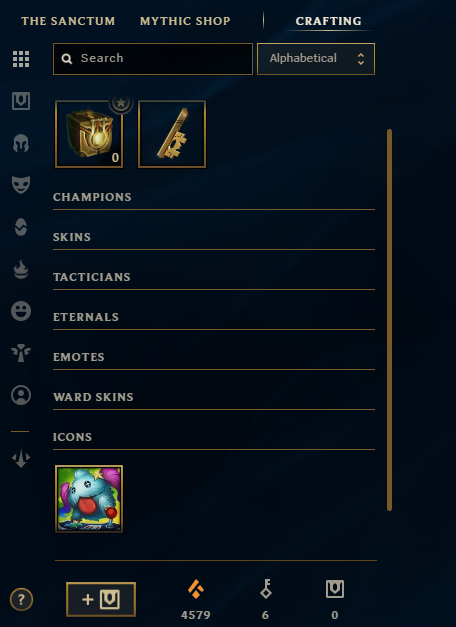 THE SANCTUM MYTHIC SHOP CRAFTING
Search Alphabetical
0
CHAMPIONS
SKINS
TACTICIANS
ETERNALS
EMOTES
WARD SKINS
ICONS
? +
4579 6 0